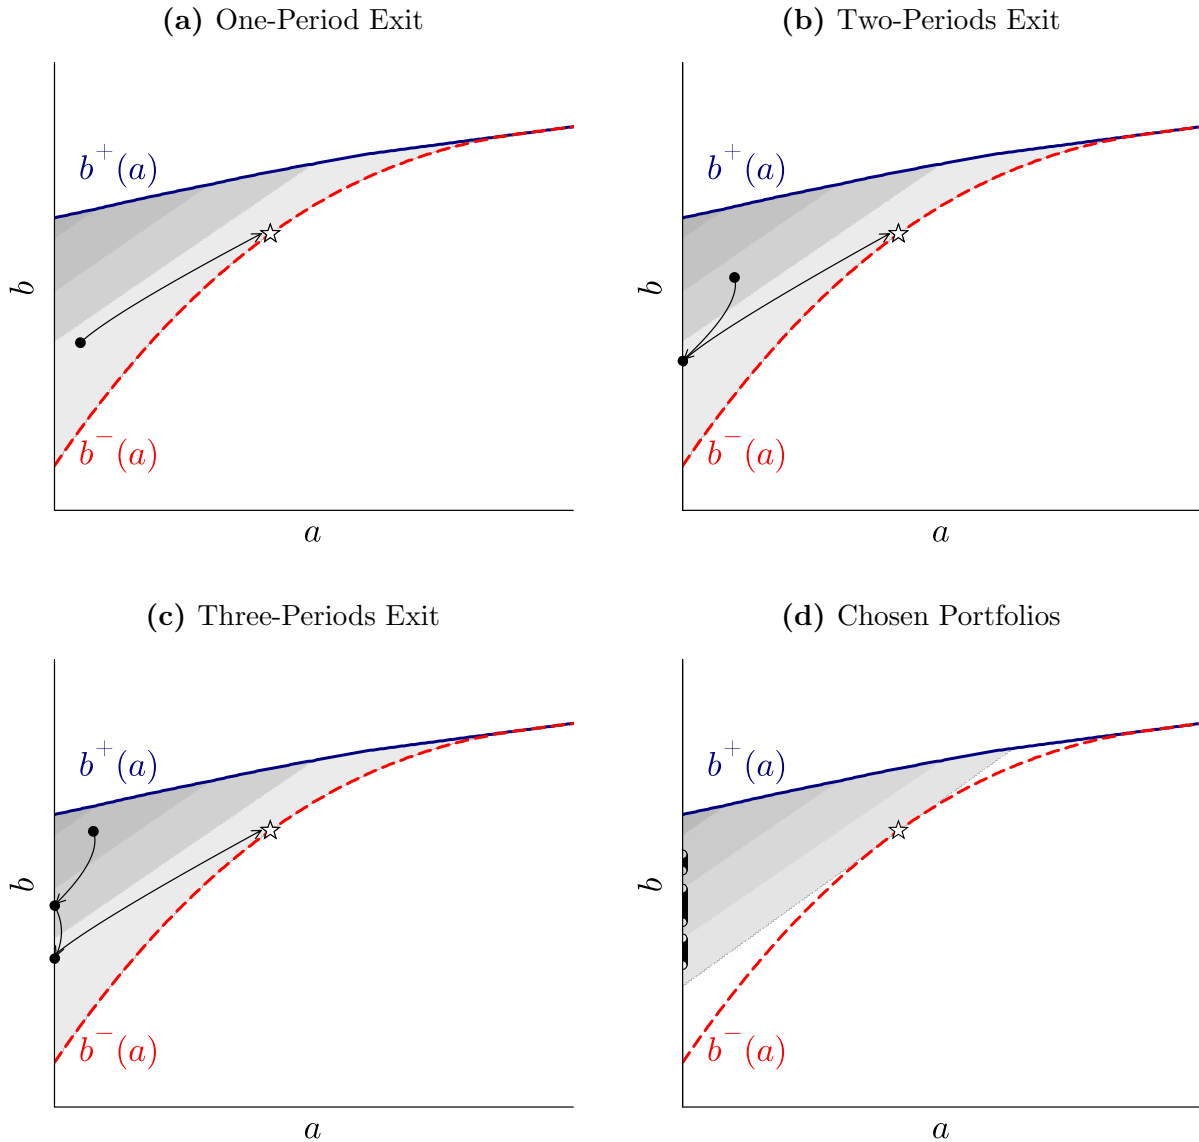 (a) One-Period Exit
b⁺(a)
b⁻(a)
b
a
(b) Two-Periods Exit
b⁺(a)
b⁻(a)
b
a
(c) Three-Periods Exit
b⁺(a)
b⁻(a)
b
a
(d) Chosen Portfolios
b⁺(a)
b⁻(a)
b
a